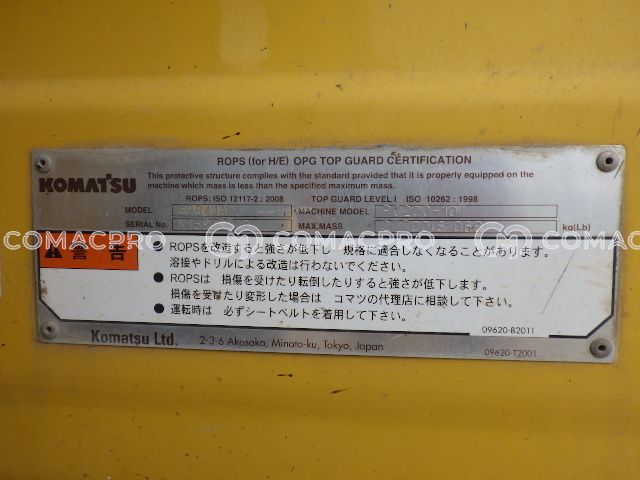 ROPS (for H/E) OPG TOP GUARD CERTIFICATION
KOMATSU
This protective structure complies with the standard provided that it is properly equipped on the
machine which mass is less than the specified maximum mass.
ROPS: ISO 12117-2 : 2008 TOP GUARD LEVEL I ISO 10262 : 1998
MODEL MACHINE MODEL
SERIAL No. MAX.MASS kg(Lb)
COMACPRO COMACPRO COMACPRO
警告
● ROPSを改造すると強さが低下し 規格に適合しなくなることがあります。
溶接やドリルによる改造は行わないでください。
● ROPSは 損傷を受けたり転倒したりすると強さが低下します。
損傷を受けたり変形した場合は コマツの代理店に相談して下さい。
● 運転時は 必ずシートベルトを着用して下さい。
09620-B2011
Komatsu Ltd. 2-3-6 Akasaka, Minato-ku, Tokyo, Japan
09620-T2001